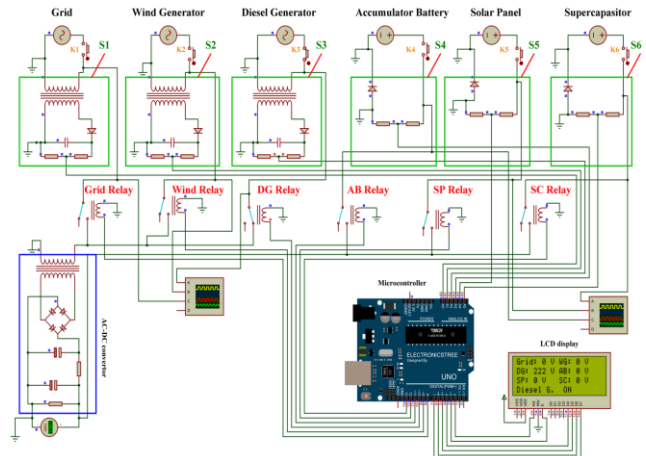 Grid Wind Generator Diesel Generator Accumulator Battery Solar Panel Supercapasitor
K1 S1 K2 S2 K3 S3 K4 S4 K5 S5 K6 S6
Grid Relay Wind Relay DG Relay AB Relay SP Relay SC Relay
AC-DC convertor
A
B
C
D
Microcontroller
ELECTRONICSTREE
UNO
A
B
C
D
LCD display
Grid: 0 V WG: 0 V
DG: 222 V AB: 0 V
SP: 0 V SC: 0 V
Diesel G. ON